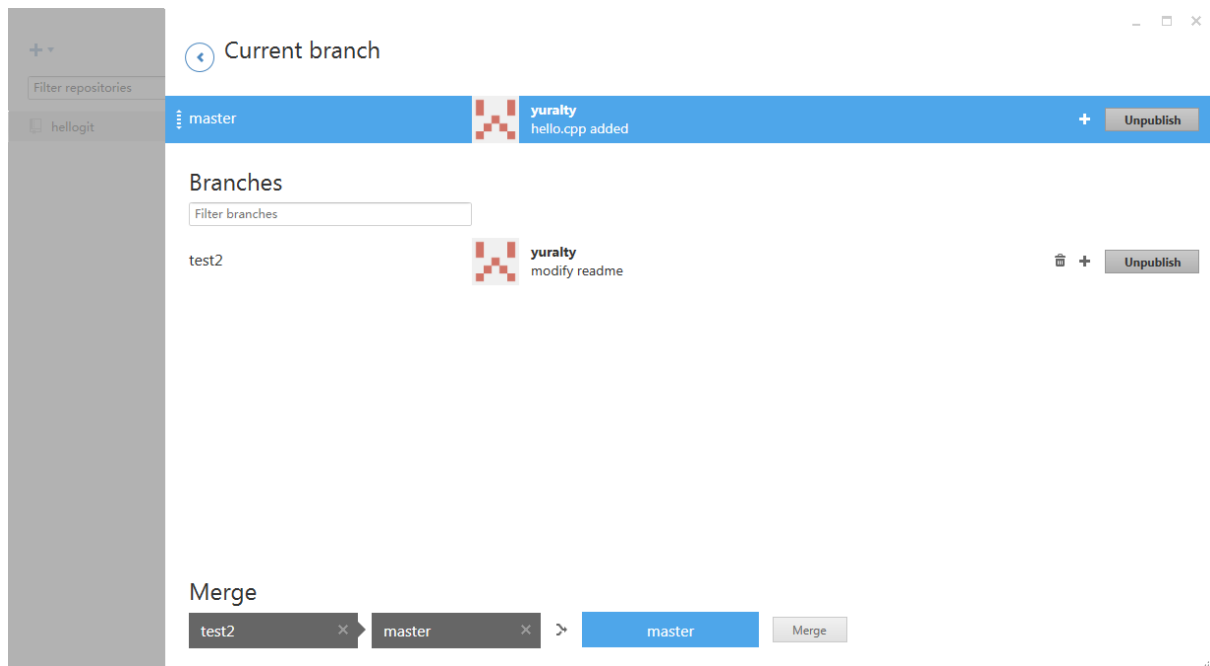 Current branch
Filter repositories
hellogit
master
yuralty
hello.cpp added
Unpublish
Branches
Filter branches
test2
yuralty
modify readme
Unpublish
Merge
test2
master
master
Merge